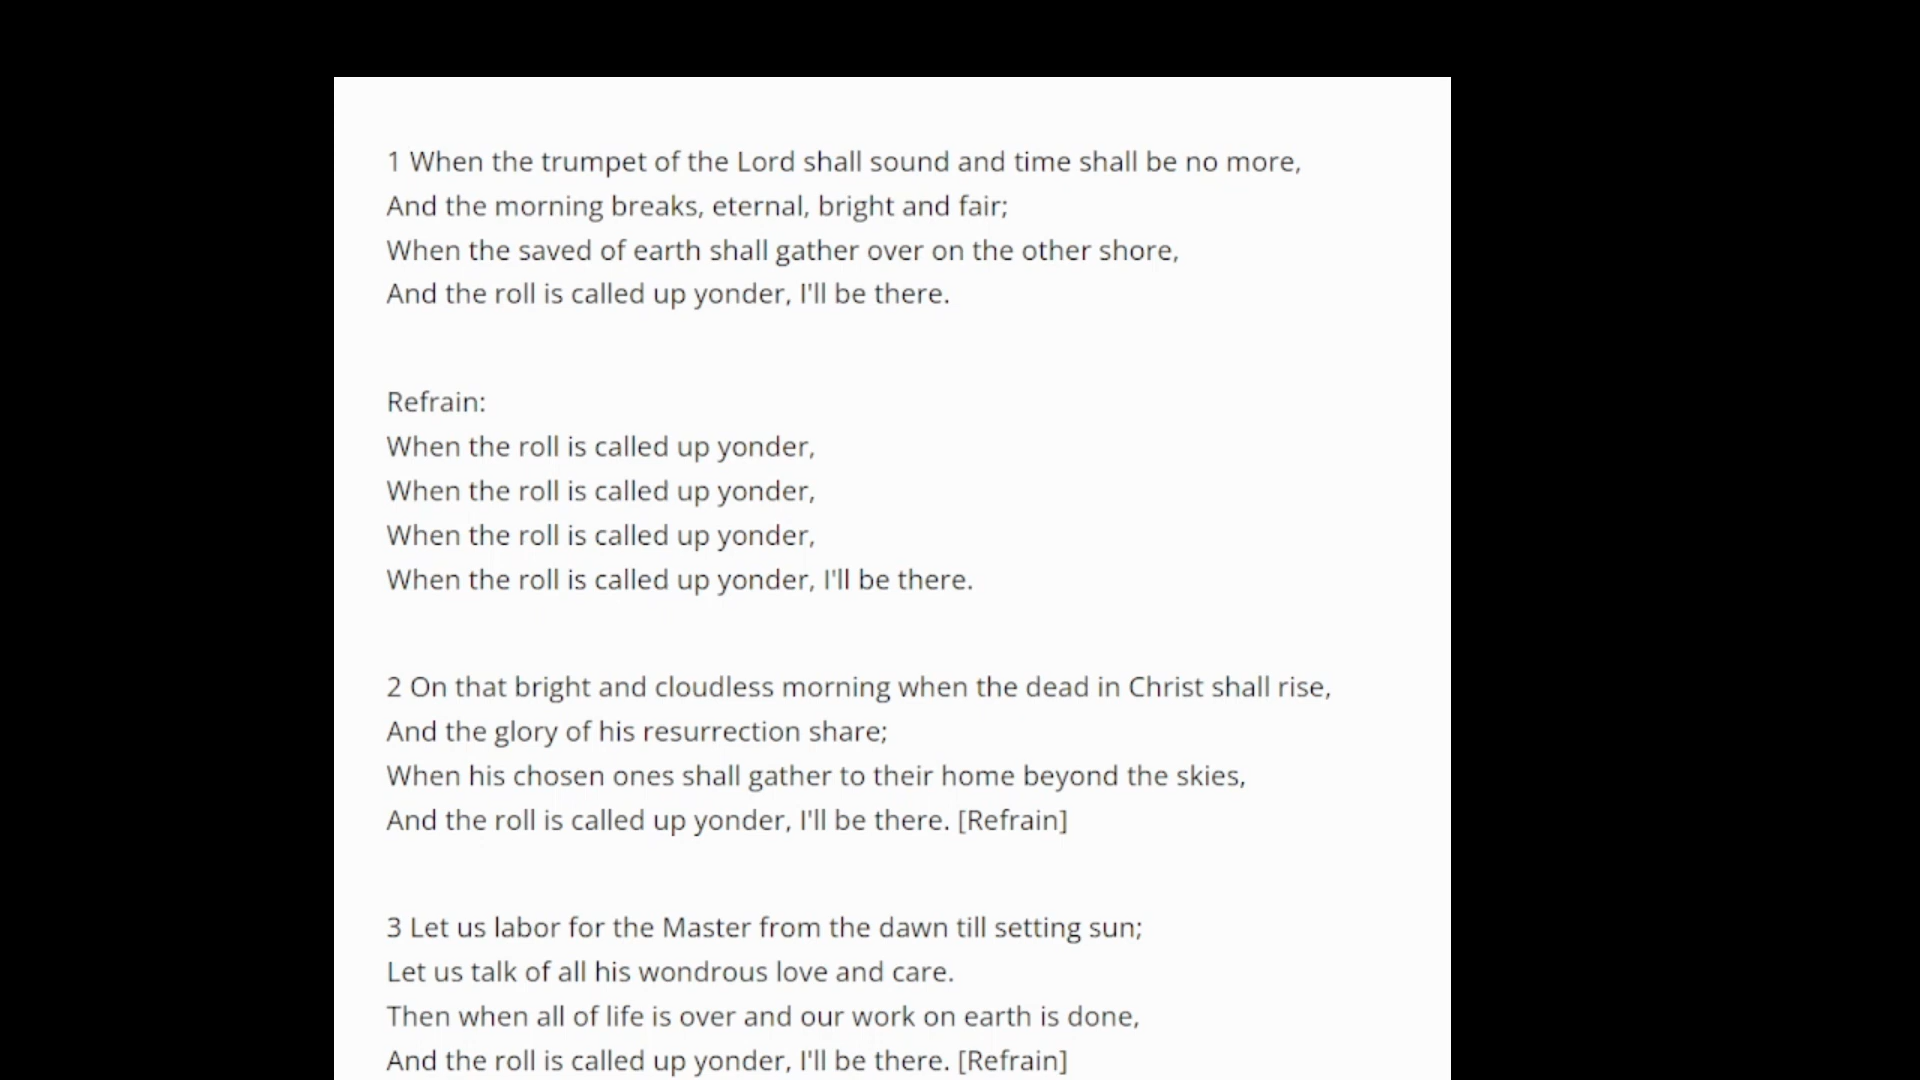 1 When the trumpet of the Lord shall sound and time shall be no more,
And the morning breaks, eternal, bright and fair;
When the saved of earth shall gather over on the other shore,
And the roll is called up yonder, I'll be there.
Refrain:
When the roll is called up yonder,
When the roll is called up yonder,
When the roll is called up yonder,
When the roll is called up yonder, I'll be there.
2 On that bright and cloudless morning when the dead in Christ shall rise,
And the glory of his resurrection share;
When his chosen ones shall gather to their home beyond the skies,
And the roll is called up yonder, I'll be there. [Refrain]
3 Let us labor for the Master from the dawn till setting sun;
Let us talk of all his wondrous love and care.
Then when all of life is over and our work on earth is done,
And the roll is called up yonder, I'll be there. [Refrain]